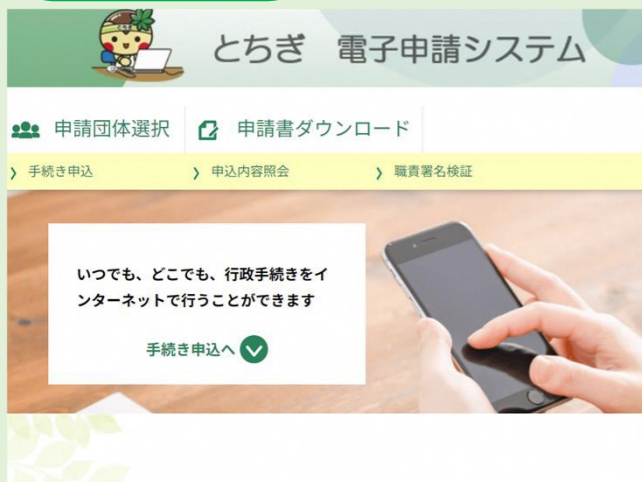 とちぎ 電子申請システム
申請団体選択 申請書ダウンロード
手続き申込 申込内容照会 職責署名検証
いつでも、どこでも、行政手続きをイ
ンターネットで行うことができます
手続き申込へ